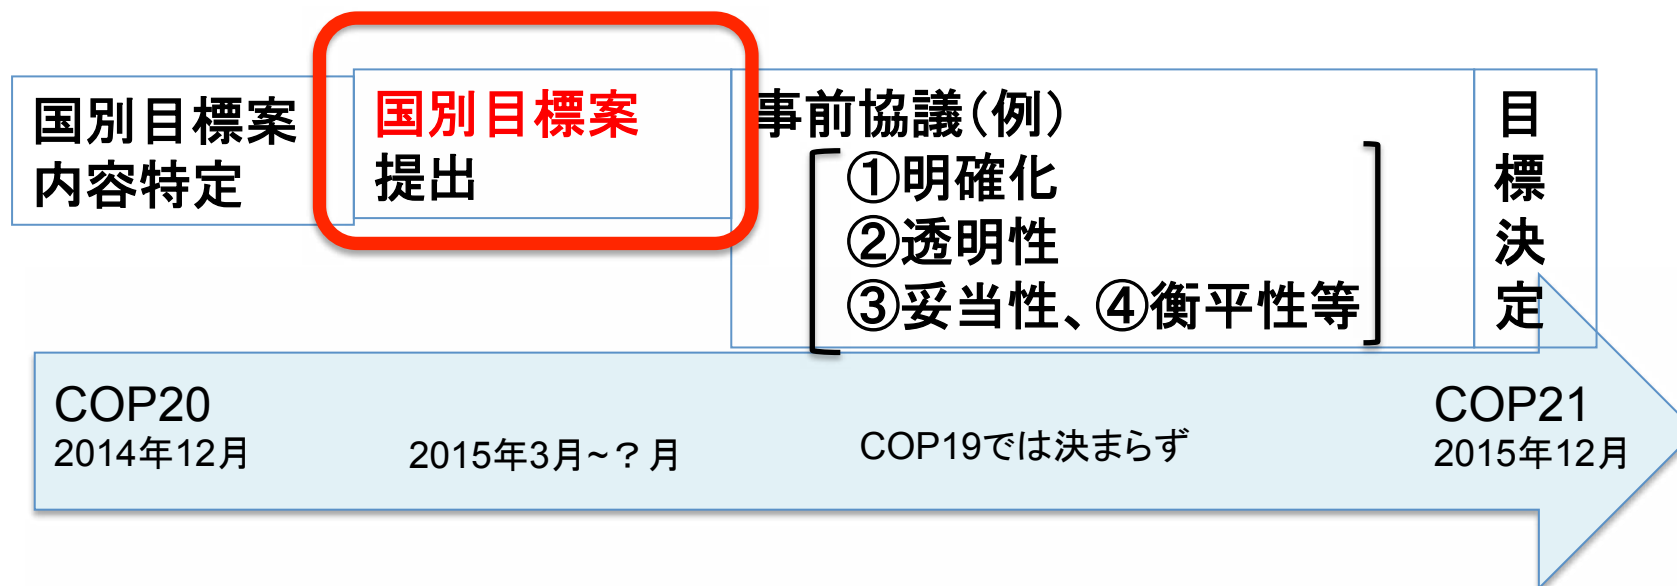 国別目標案
内容特定
国別目標案
提出
事前協議(例)
①明確化
②透明性
③妥当性、④衡平性等
目
標
決
定
COP20
2014年12月
2015年3月~？月
COP19では決まらず
COP21
2015年12月